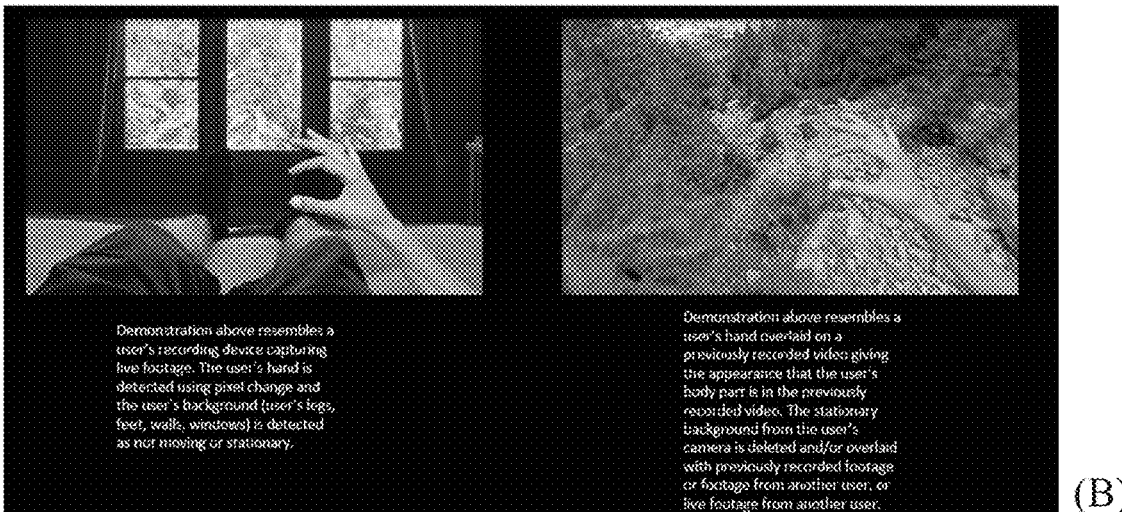 Demonstration above resembles a
user's recording device capturing
live footage. The user's hand is
detected using pixel change and
the user's background (user's legs,
feet, walls, windows) is detected
as not moving or stationary.
Demonstration above resembles a
user's hand overlaid on a
previously recorded video giving
the appearance that the user's
body part is in the previously
recorded video. The stationary
background from the user's
camera is deleted and/or overlaid
with previously recorded footage
or footage from another user, or
live footage from another user.
(B)